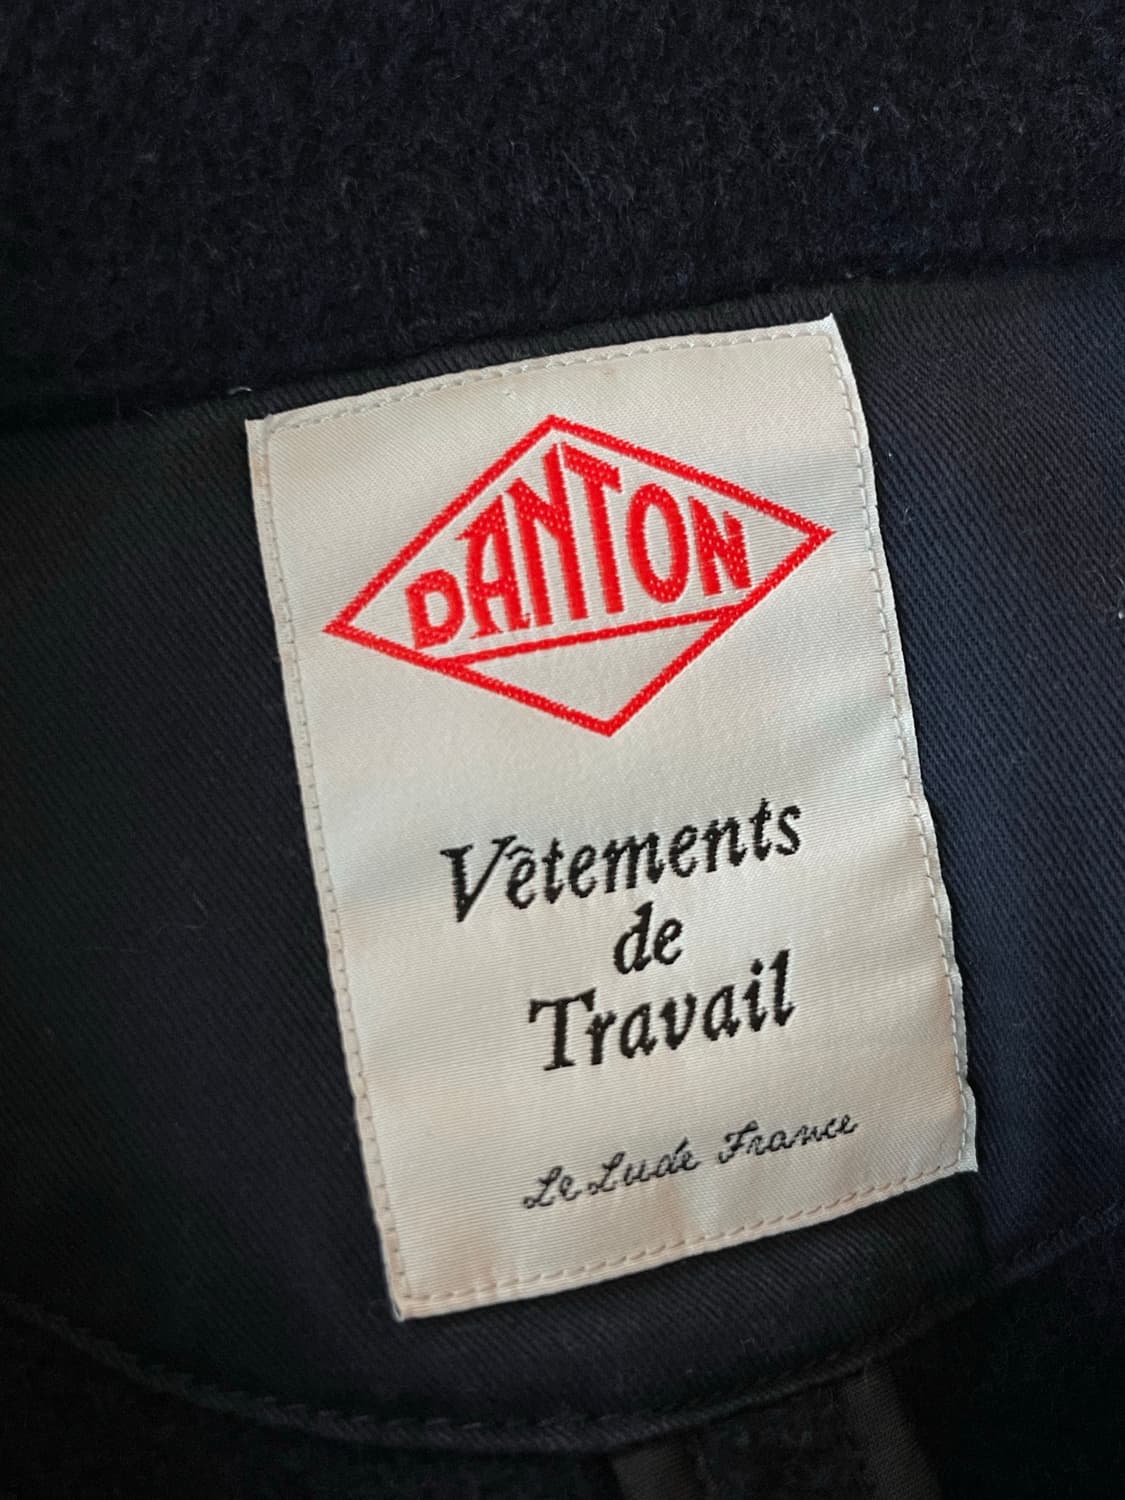 DANTON
Vêtements
de
Travail
Le Lude France